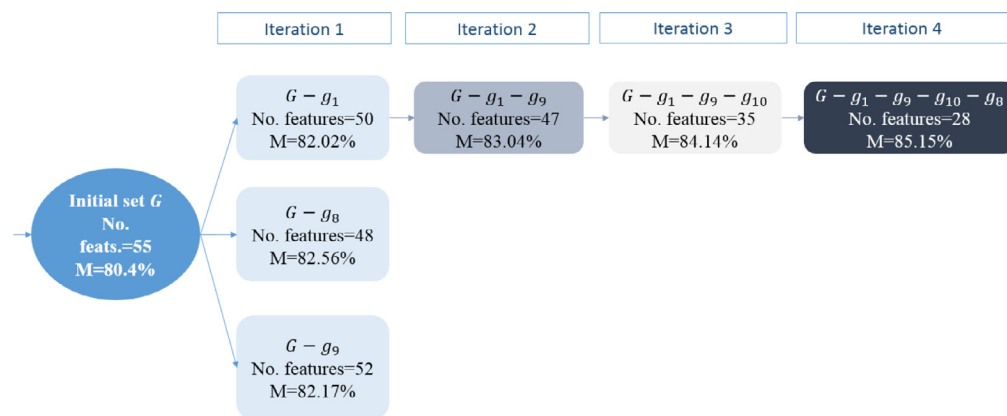 Iteration 1
Iteration 2
Iteration 3
Iteration 4
Initial set G
No.
feats.=55
M=80.4%
G − g₁
No. features=50
M=82.02%
G − g₁ − g₉
No. features=47
M=83.04%
G − g₁ − g₉ − g₁₀
No. features=35
M=84.14%
G − g₁ − g₉ − g₁₀ − g₈
No. features=28
M=85.15%
G − g₈
No. features=48
M=82.56%
G − g₉
No. features=52
M=82.17%